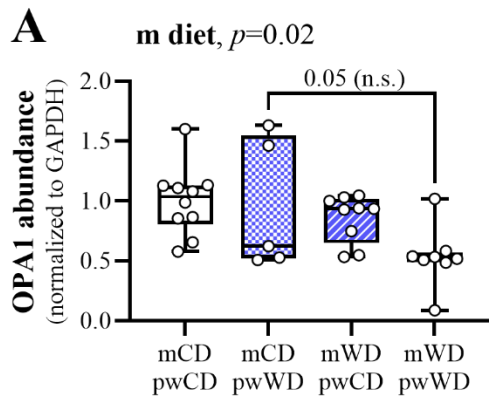 A
m diet, p=0.02
0.05 (n.s.)
OPA1 abundance
(normalized to GAPDH)
2.0
1.5
1.0
0.5
0.0
mCD mCD mWD mWD
pwCD pwWD pwCD pwWD